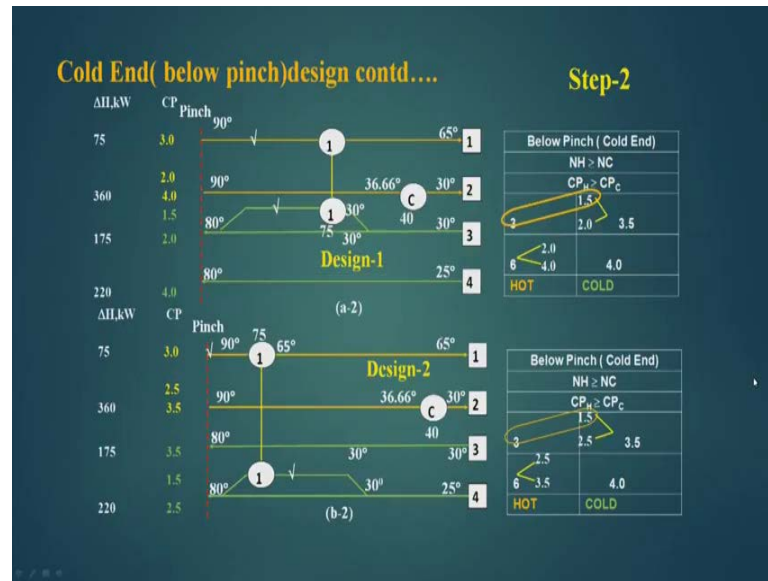 Cold End( below pinch)design contd….
Step-2
ΔH,kW CP Pinch
90° 65°
75 3.0 1 1
2.0
90° 36.66° 30°
360 4.0 C 2
1.5 80° 1 30° 40
175 2.0 75 30° 30° 3
Design-1
80° 25°
220 4.0 4
(a-2)
Below Pinch ( Cold End)
NH ≥ NC
CPH ≥ CPC
1.5
3 2.0 3.5
2.0
6 4.0 4.0
HOT COLD
ΔH,kW CP Pinch
75
90° 65° 65°
75 3.0 1 1
Design-2
2.5
90° 36.66° 30°
360 3.5 C 2
80° 40
175 3.5 30° 30° 3
1.5 80° 1 30° 25°
220 2.5 4
(b-2)
Below Pinch ( Cold End)
NH ≥ NC
CPH ≥ CPC
1.5
3 2.5 3.5
2.5
6 3.5 4.0
HOT COLD